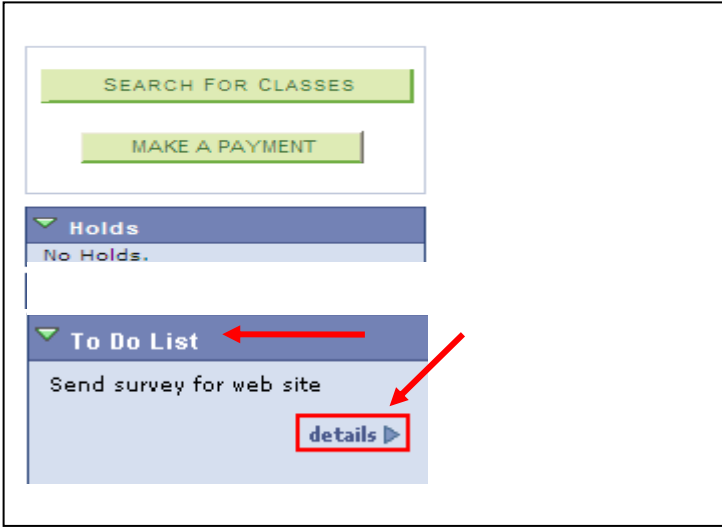 SEARCH FOR CLASSES
MAKE A PAYMENT
Holds
No Holds.
To Do List
Send survey for web site
details